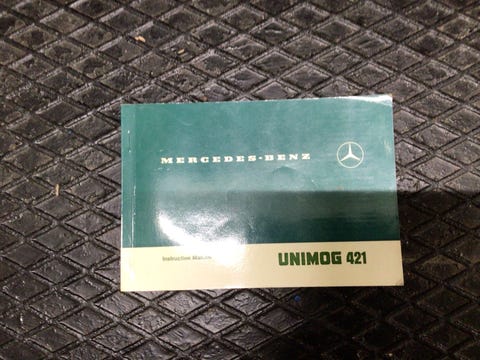 MERCEDES-BENZ
Instruction Manual
UNIMOG 421